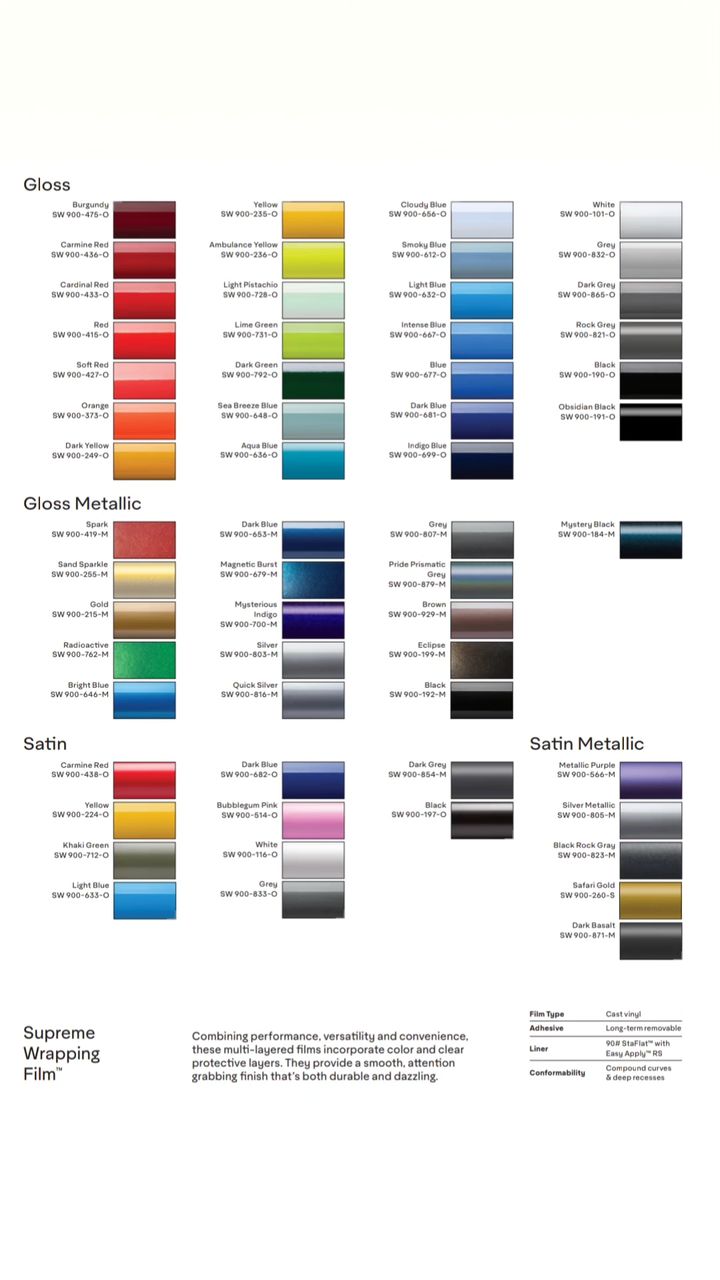 Gloss
Burgundy
SW 900-475-O
Carmine Red
SW 900-436-O
Cardinal Red
SW 900-433-O
Red
SW 900-415-O
Soft Red
SW 900-427-O
Orange
SW 900-373-O
Dark Yellow
SW 900-249-O
Yellow
SW 900-235-O
Ambulance Yellow
SW 900-236-O
Light Pistachio
SW 900-728-O
Lime Green
SW 900-731-O
Dark Green
SW 900-792-O
Sea Breeze Blue
SW 900-648-O
Aqua Blue
SW 900-636-O
Cloudy Blue
SW 900-656-O
Smoky Blue
SW 900-612-O
Light Blue
SW 900-632-O
Intense Blue
SW 900-667-O
Blue
SW 900-677-O
Dark Blue
SW 900-681-O
Indigo Blue
SW 900-699-O
White
SW 900-101-O
Grey
SW 900-832-O
Dark Grey
SW 900-865-O
Rock Grey
SW 900-821-O
Black
SW 900-190-O
Obsidian Black
SW 900-191-O
Gloss Metallic
Spark
SW 900-419-M
Sand Sparkle
SW 900-255-M
Gold
SW 900-215-M
Radioactive
SW 900-762-M
Bright Blue
SW 900-646-M
Dark Blue
SW 900-653-M
Magnetic Burst
SW 900-679-M
Mysterious
Indigo
SW 900-700-M
Silver
SW 900-803-M
Quick Silver
SW 900-816-M
Grey
SW 900-807-M
Pride Prismatic
Grey
SW 900-879-M
Brown
SW 900-929-M
Eclipse
SW 900-199-M
Black
SW 900-192-M
Mystery Black
SW 900-184-M
Satin
Carmine Red
SW 900-438-O
Yellow
SW 900-224-O
Khaki Green
SW 900-712-O
Light Blue
SW 900-633-O
Dark Blue
SW 900-682-O
Bubblegum Pink
SW 900-514-O
White
SW 900-116-O
Grey
SW 900-833-O
Dark Grey
SW 900-854-M
Black
SW 900-197-O
Satin Metallic
Metallic Purple
SW 900-566-M
Silver Metallic
SW 900-805-M
Black Rock Gray
SW 900-823-M
Safari Gold
SW 900-260-S
Dark Basalt
SW 900-871-M
Supreme
Wrapping
Film™
Combining performance, versatility and convenience,
these multi-layered films incorporate color and clear
protective layers. They provide a smooth, attention
grabbing finish that's both durable and dazzling.
Film Type Cast vinyl
Adhesive Long-term removable
Liner 90# StaFlat™ with
Easy Apply™ RS
Conformability Compound curves
& deep recesses